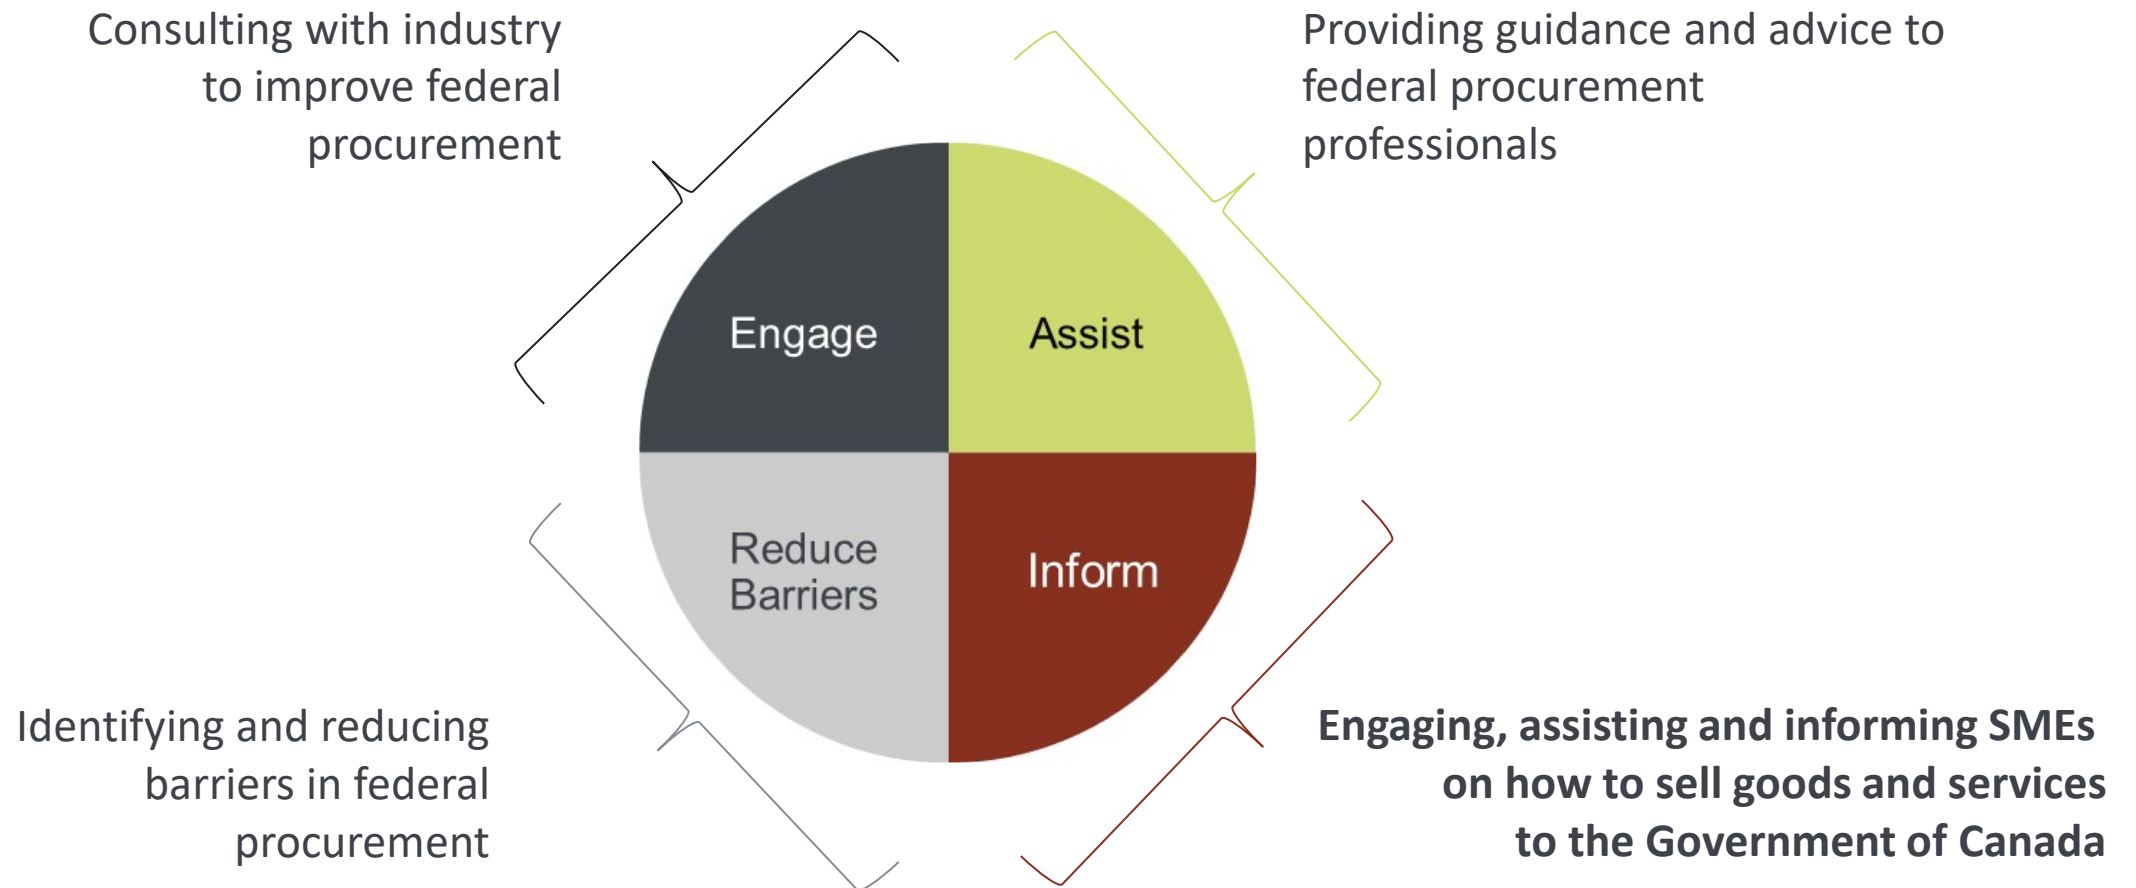 Consulting with industry
to improve federal
procurement
Providing guidance and advice to
federal procurement
professionals
Engage
Assist
Reduce
Barriers
Inform
Identifying and reducing
barriers in federal
procurement
Engaging, assisting and informing SMEs
on how to sell goods and services
to the Government of Canada